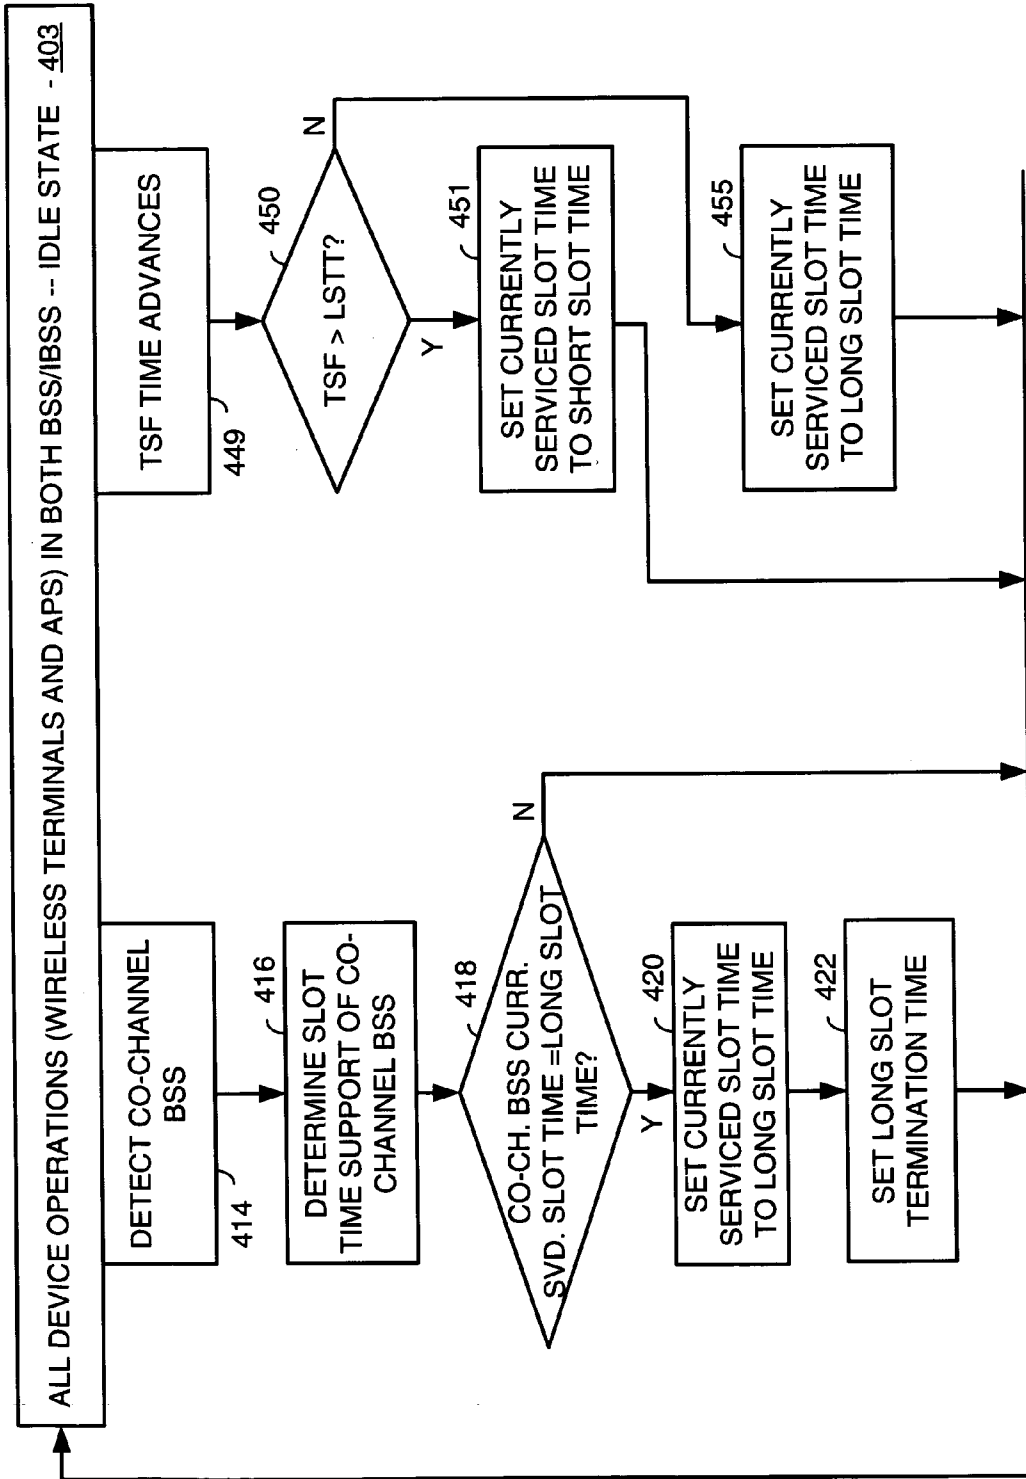 ALL DEVICE OPERATIONS (WIRELESS TERMINALS AND APS) IN BOTH BSS/IBSS -- IDLE STATE - 403
DETECT CO-CHANNEL
BSS
414
DETERMINE SLOT
TIME SUPPORT OF CO-
CHANNEL BSS
416
CO-CH. BSS CURR.
SVD. SLOT TIME =LONG SLOT
TIME?
418
N
Y
SET CURRENTLY
SERVICED SLOT TIME
TO LONG SLOT TIME
420
SET LONG SLOT
TERMINATION TIME
422
TSF TIME ADVANCES
449
TSF > LSTT?
450
N
Y
SET CURRENTLY
SERVICED SLOT TIME
TO SHORT SLOT TIME
451
SET CURRENTLY
SERVICED SLOT TIME
TO LONG SLOT TIME
455